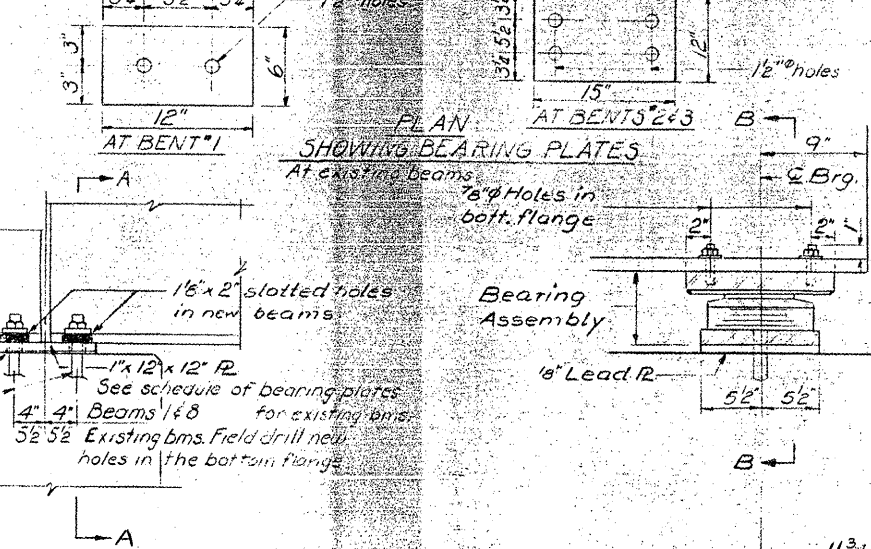 3"
3"
6"
12"
AT BENT #1
12"
1½"ϕ holes
15"
AT BENTS #2&3
PLAN
SHOWING BEARING PLATES
At existing beams
B
9"
℄ Brg.
⅞"ϕ Holes in
bott. flange
2"
2"
1"
A
1⅛" x 2" slotted holes
in new beams
Bearing
Assembly
1" x 12" x 12" PL
See schedule of bearing plates
for existing bms.
4" 4" Beams 1 & 8
5½" 5½" Existing bms. Field drill new
holes in the bottom flange
⅛" Lead PL
5½" 5½"
B
A